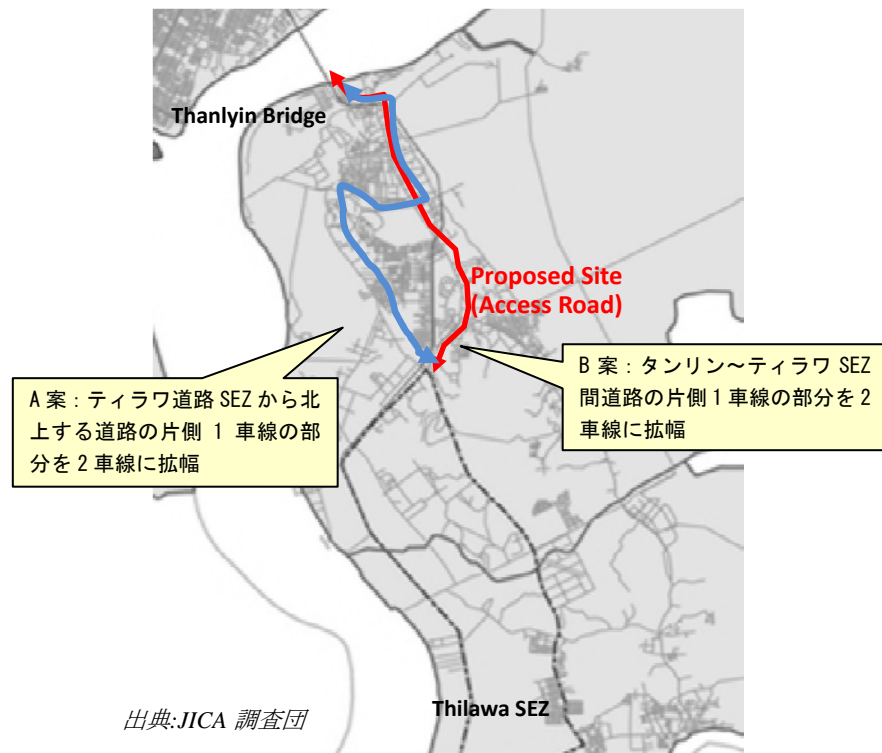 Thanlyin Bridge
Proposed Site
(Access Road)
A 案：ティラワ道路 SEZ から北
上する道路の片側 1 車線の部
分を 2 車線に拡幅
B 案：タンリン～ティラワ SEZ
間道路の片側 1 車線の部分を 2
車線に拡幅
Thilawa SEZ
出典:JICA 調査団